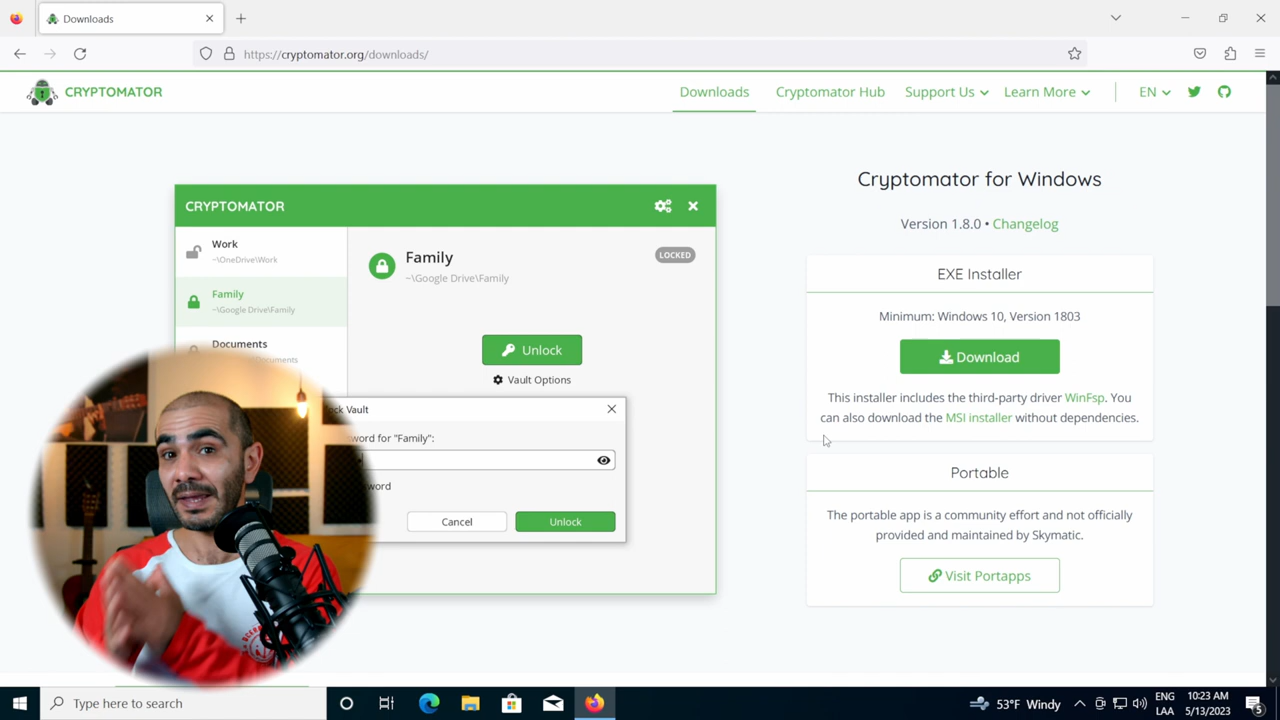 Downloads
https://cryptomator.org/downloads/
CRYPTOMATOR
Downloads
Cryptomator Hub
Support Us
Learn More
EN
Cryptomator for Windows
Version 1.8.0 • Changelog
EXE Installer
Minimum: Windows 10, Version 1803
Download
This installer includes the third-party driver WinFsp. You
can also download the MSI installer without dependencies.
Portable
The portable app is a community effort and not officially
provided and maintained by Skymatic.
Visit Portapps
CRYPTOMATOR
Work
~\OneDrive\Work
Family
~\Google Drive\Family
Documents
Documents
Family
~\Google Drive\Family
LOCKED
Unlock
Vault Options
ck Vault
word for "Family":
word
Cancel
Unlock
Type here to search
53°F Windy
ENG
LAA
10:23 AM
5/13/2023
5